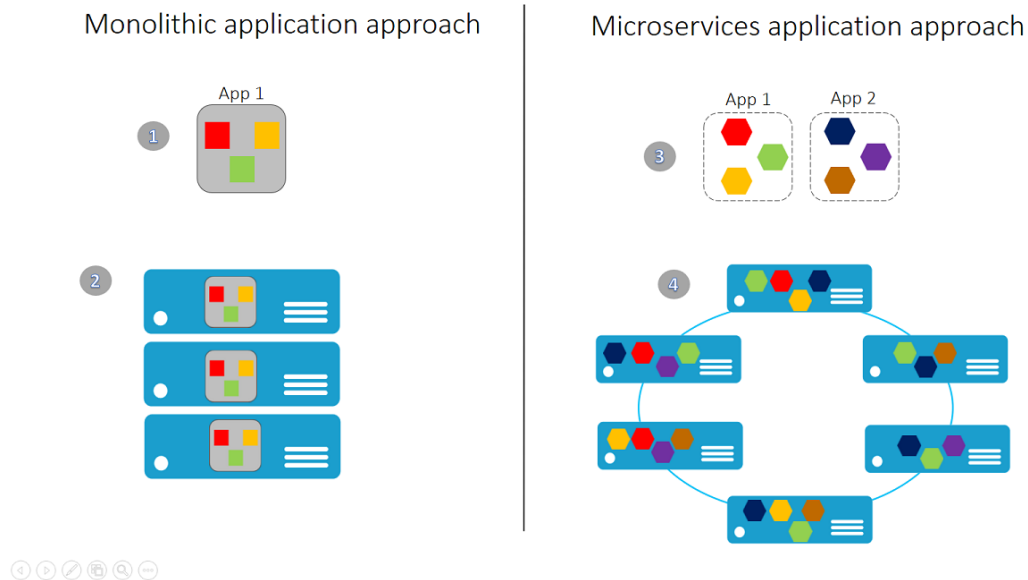 Monolithic application approach
App 1
1
2
Microservices application approach
App 1
App 2
3
4